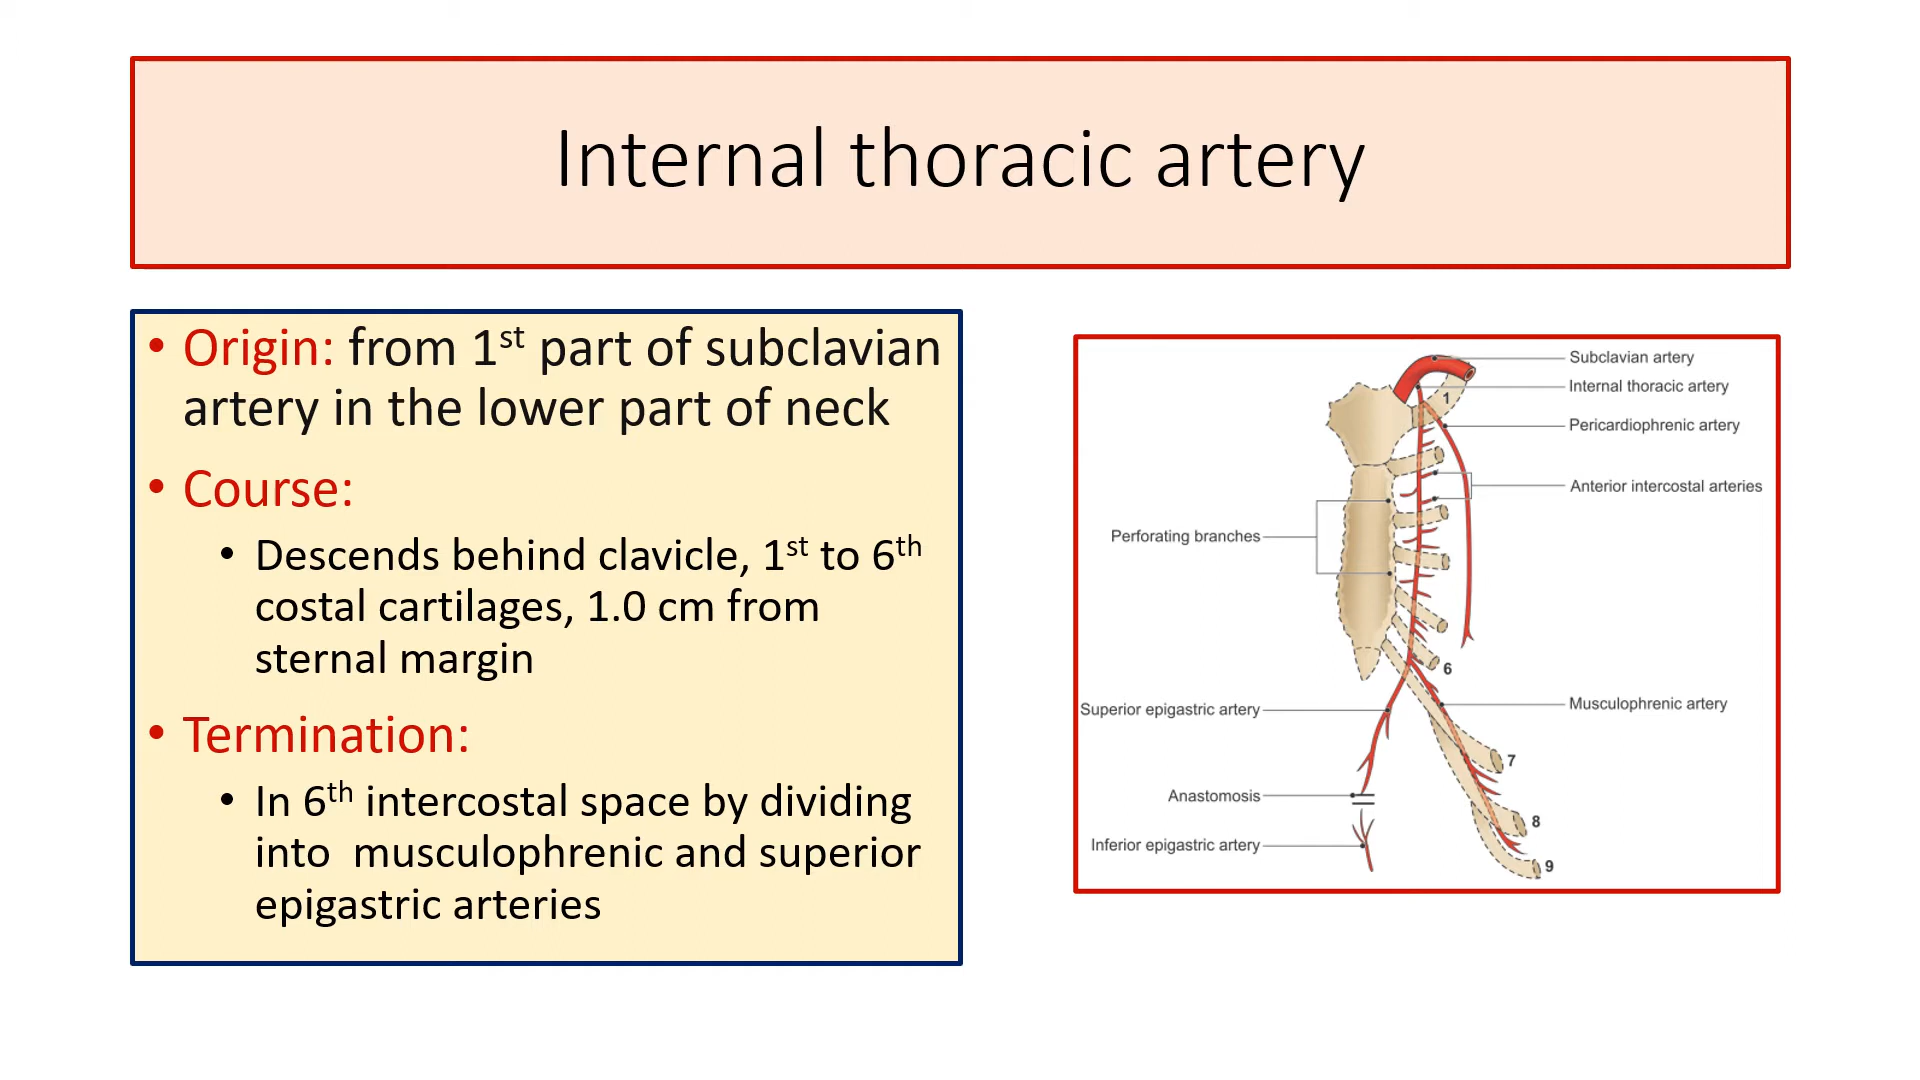 Internal thoracic artery
• Origin: from 1st part of subclavian
artery in the lower part of neck
• Course:
• Descends behind clavicle, 1st to 6th
costal cartilages, 1.0 cm from
sternal margin
• Termination:
• In 6th intercostal space by dividing
into musculophrenic and superior
epigastric arteries
Subclavian artery
Internal thoracic artery
1
Pericardiophrenic artery
Anterior intercostal arteries
Perforating branches
6
Superior epigastric artery
Musculophrenic artery
7
Anastomosis
8
Inferior epigastric artery
9